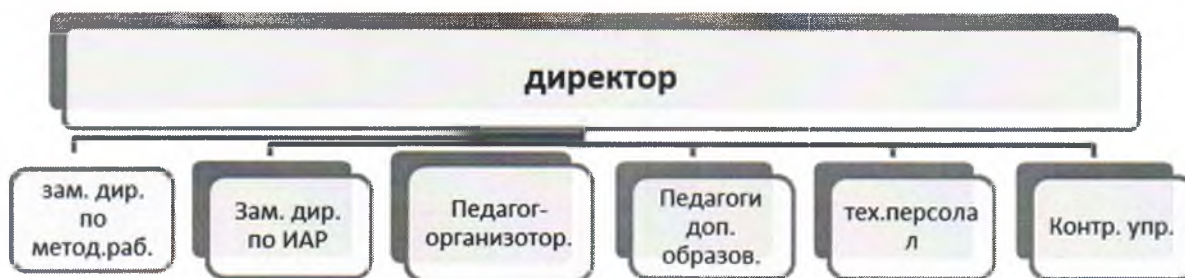 директор
зам. дир.
по
метод.раб.
Зам. дир.
по ИАР
Педагог-
организотор.
Педагоги
доп.
образов.
тех.персола
л
Контр. упр.